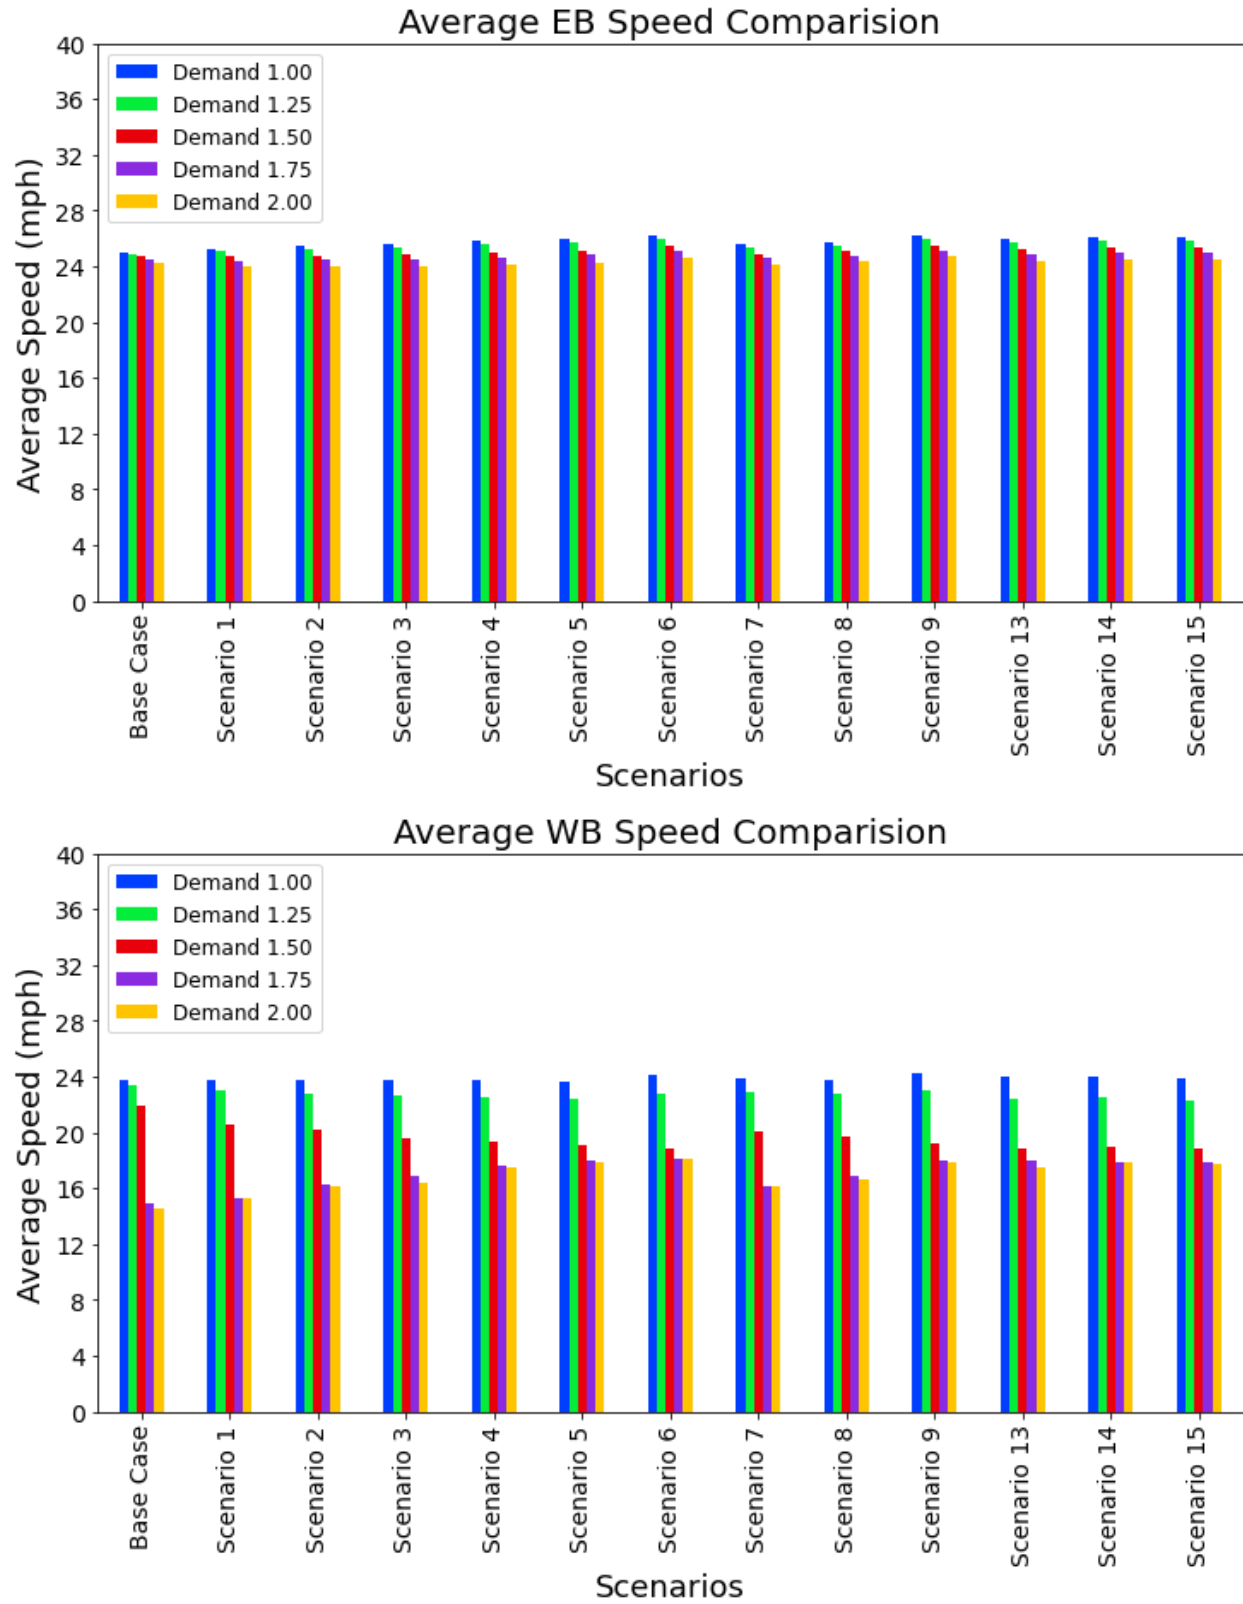 Average EB Speed Comparision
40
36
32
28
24
20
16
12
8
4
0
Average Speed (mph)
Demand 1.00
Demand 1.25
Demand 1.50
Demand 1.75
Demand 2.00
Base Case
Scenario 1
Scenario 2
Scenario 3
Scenario 4
Scenario 5
Scenario 6
Scenario 7
Scenario 8
Scenario 9
Scenario 13
Scenario 14
Scenario 15
Scenarios
Average WB Speed Comparision
40
36
32
28
24
20
16
12
8
4
0
Average Speed (mph)
Demand 1.00
Demand 1.25
Demand 1.50
Demand 1.75
Demand 2.00
Base Case
Scenario 1
Scenario 2
Scenario 3
Scenario 4
Scenario 5
Scenario 6
Scenario 7
Scenario 8
Scenario 9
Scenario 13
Scenario 14
Scenario 15
Scenarios